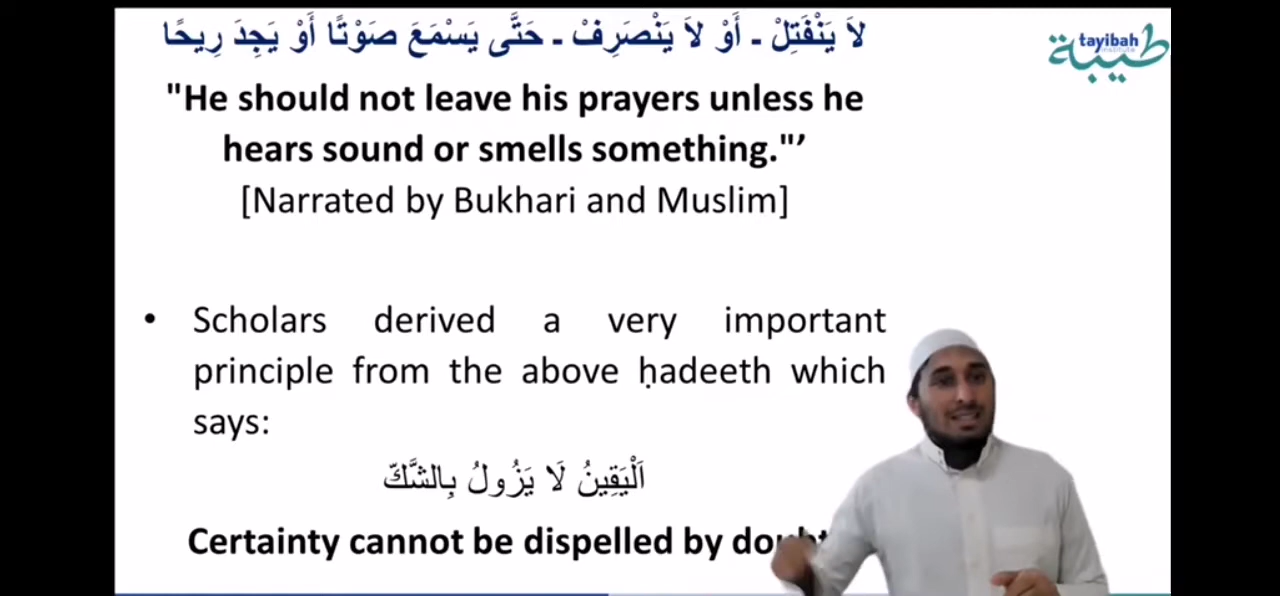 لاَ يَنْفَتِلْ ـ أَوْ لاَ يَنْصَرِفْ ـ حَتَّى يَسْمَعَ صَوْتًا أَوْ يَجِدَ رِيحًا
طيبة
tayibah
institute
"He should not leave his prayers unless he
hears sound or smells something."’
[Narrated by Bukhari and Muslim]
• Scholars derived a very important
principle from the above ḥadeeth which
says:
اَلْيَقِينُ لَا يَزُولُ بِالشَّكّ
Certainty cannot be dispelled by doubt